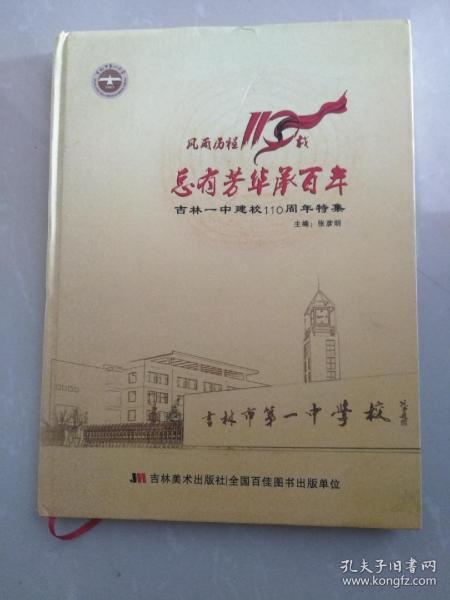 风雨历程110载
总有芳华承百年
吉林一中建校110周年特集
主编：张彦明
吉林市第一中学校
JM 吉林美术出版社|全国百佳图书出版单位
孔夫子旧书网
www.kongfz.com